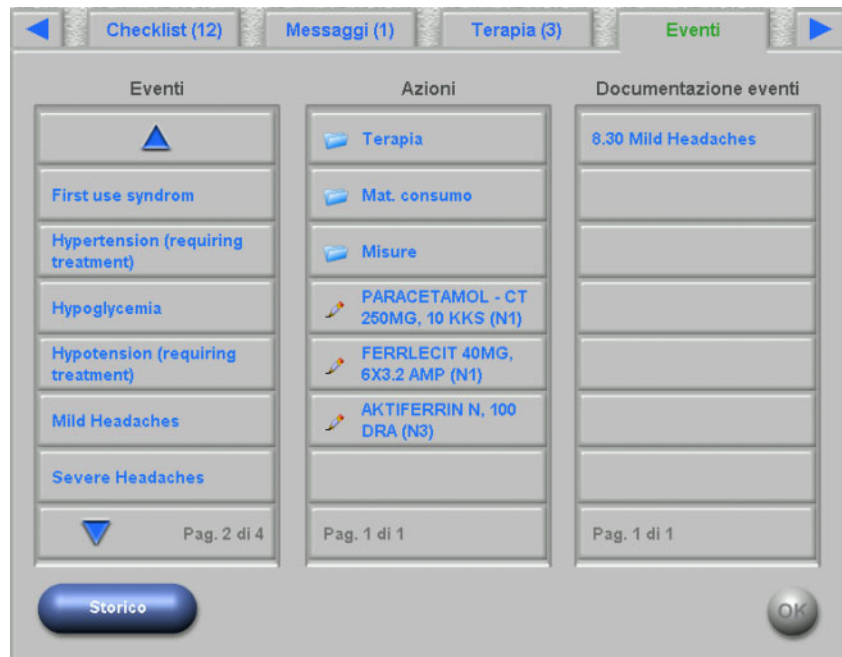 Checklist (12)
Messaggi (1)
Terapia (3)
Eventi
Eventi
First use syndrom
Hypertension (requiring
treatment)
Hypoglycemia
Hypotension (requiring
treatment)
Mild Headaches
Severe Headaches
Pag. 2 di 4
Azioni
Terapia
Mat. consumo
Misure
PARACETAMOL - CT
250MG, 10 KKS (N1)
FERRLECIT 40MG,
6X3.2 AMP (N1)
AKTIFERRIN N, 100
DRA (N3)
Pag. 1 di 1
Documentazione eventi
8.30 Mild Headaches
Pag. 1 di 1
Storico
OK